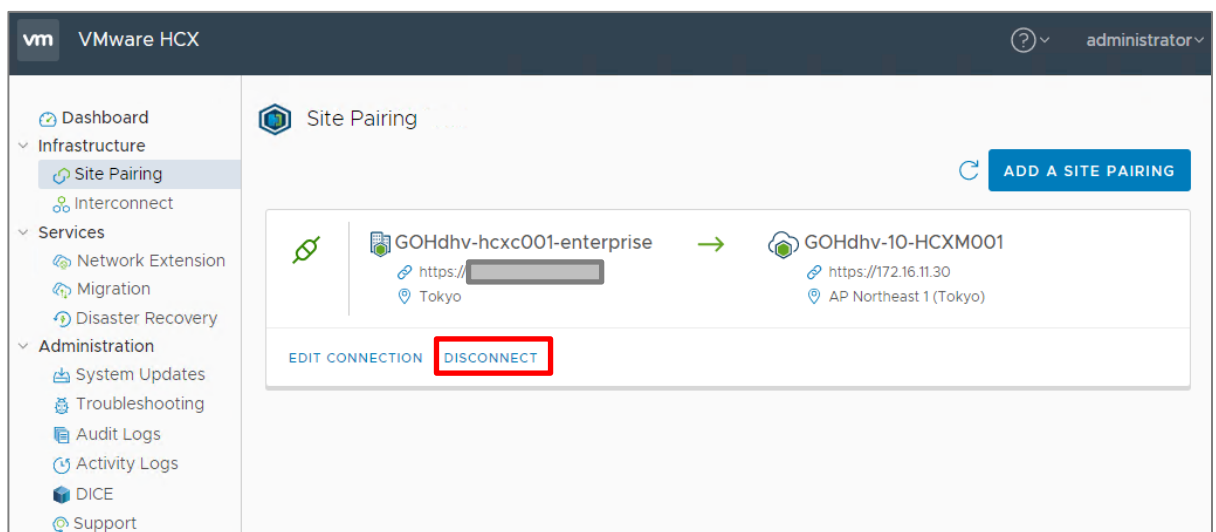 vm VMware HCX ? administrator
Dashboard
Infrastructure
Site Pairing
Interconnect
Services
Network Extension
Migration
Disaster Recovery
Administration
System Updates
Troubleshooting
Audit Logs
Activity Logs
DICE
Support
Site Pairing
ADD A SITE PAIRING
GOHdhv-hcxc001-enterprise
https://
Tokyo
GOHdhv-10-HCXM001
https://172.16.11.30
AP Northeast 1 (Tokyo)
EDIT CONNECTION DISCONNECT